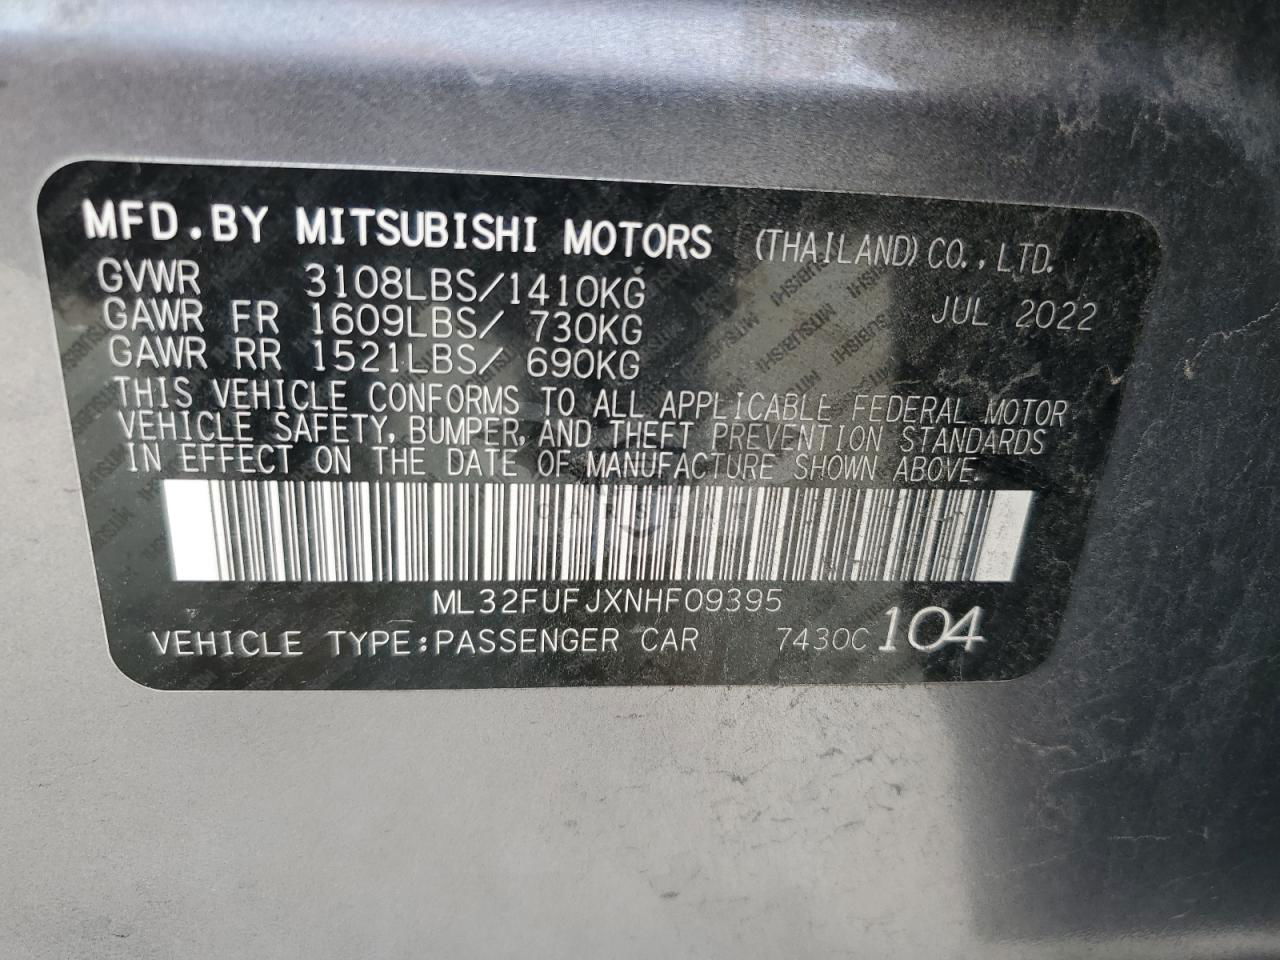 MFD.BY MITSUBISHI MOTORS (THAILAND) CO., LTD.
GVWR 3108LBS/1410KG JUL 2022
GAWR FR 1609LBS/ 730KG
GAWR RR 1521LBS/ 690KG
THIS VEHICLE CONFORMS TO ALL APPLICABLE FEDERAL MOTOR
VEHICLE SAFETY, BUMPER, AND THEFT PREVENTION STANDARDS
IN EFFECT ON THE DATE OF MANUFACTURE SHOWN ABOVE.
ML32FUFJXNHF09395
VEHICLE TYPE:PASSENGER CAR 7430C 104